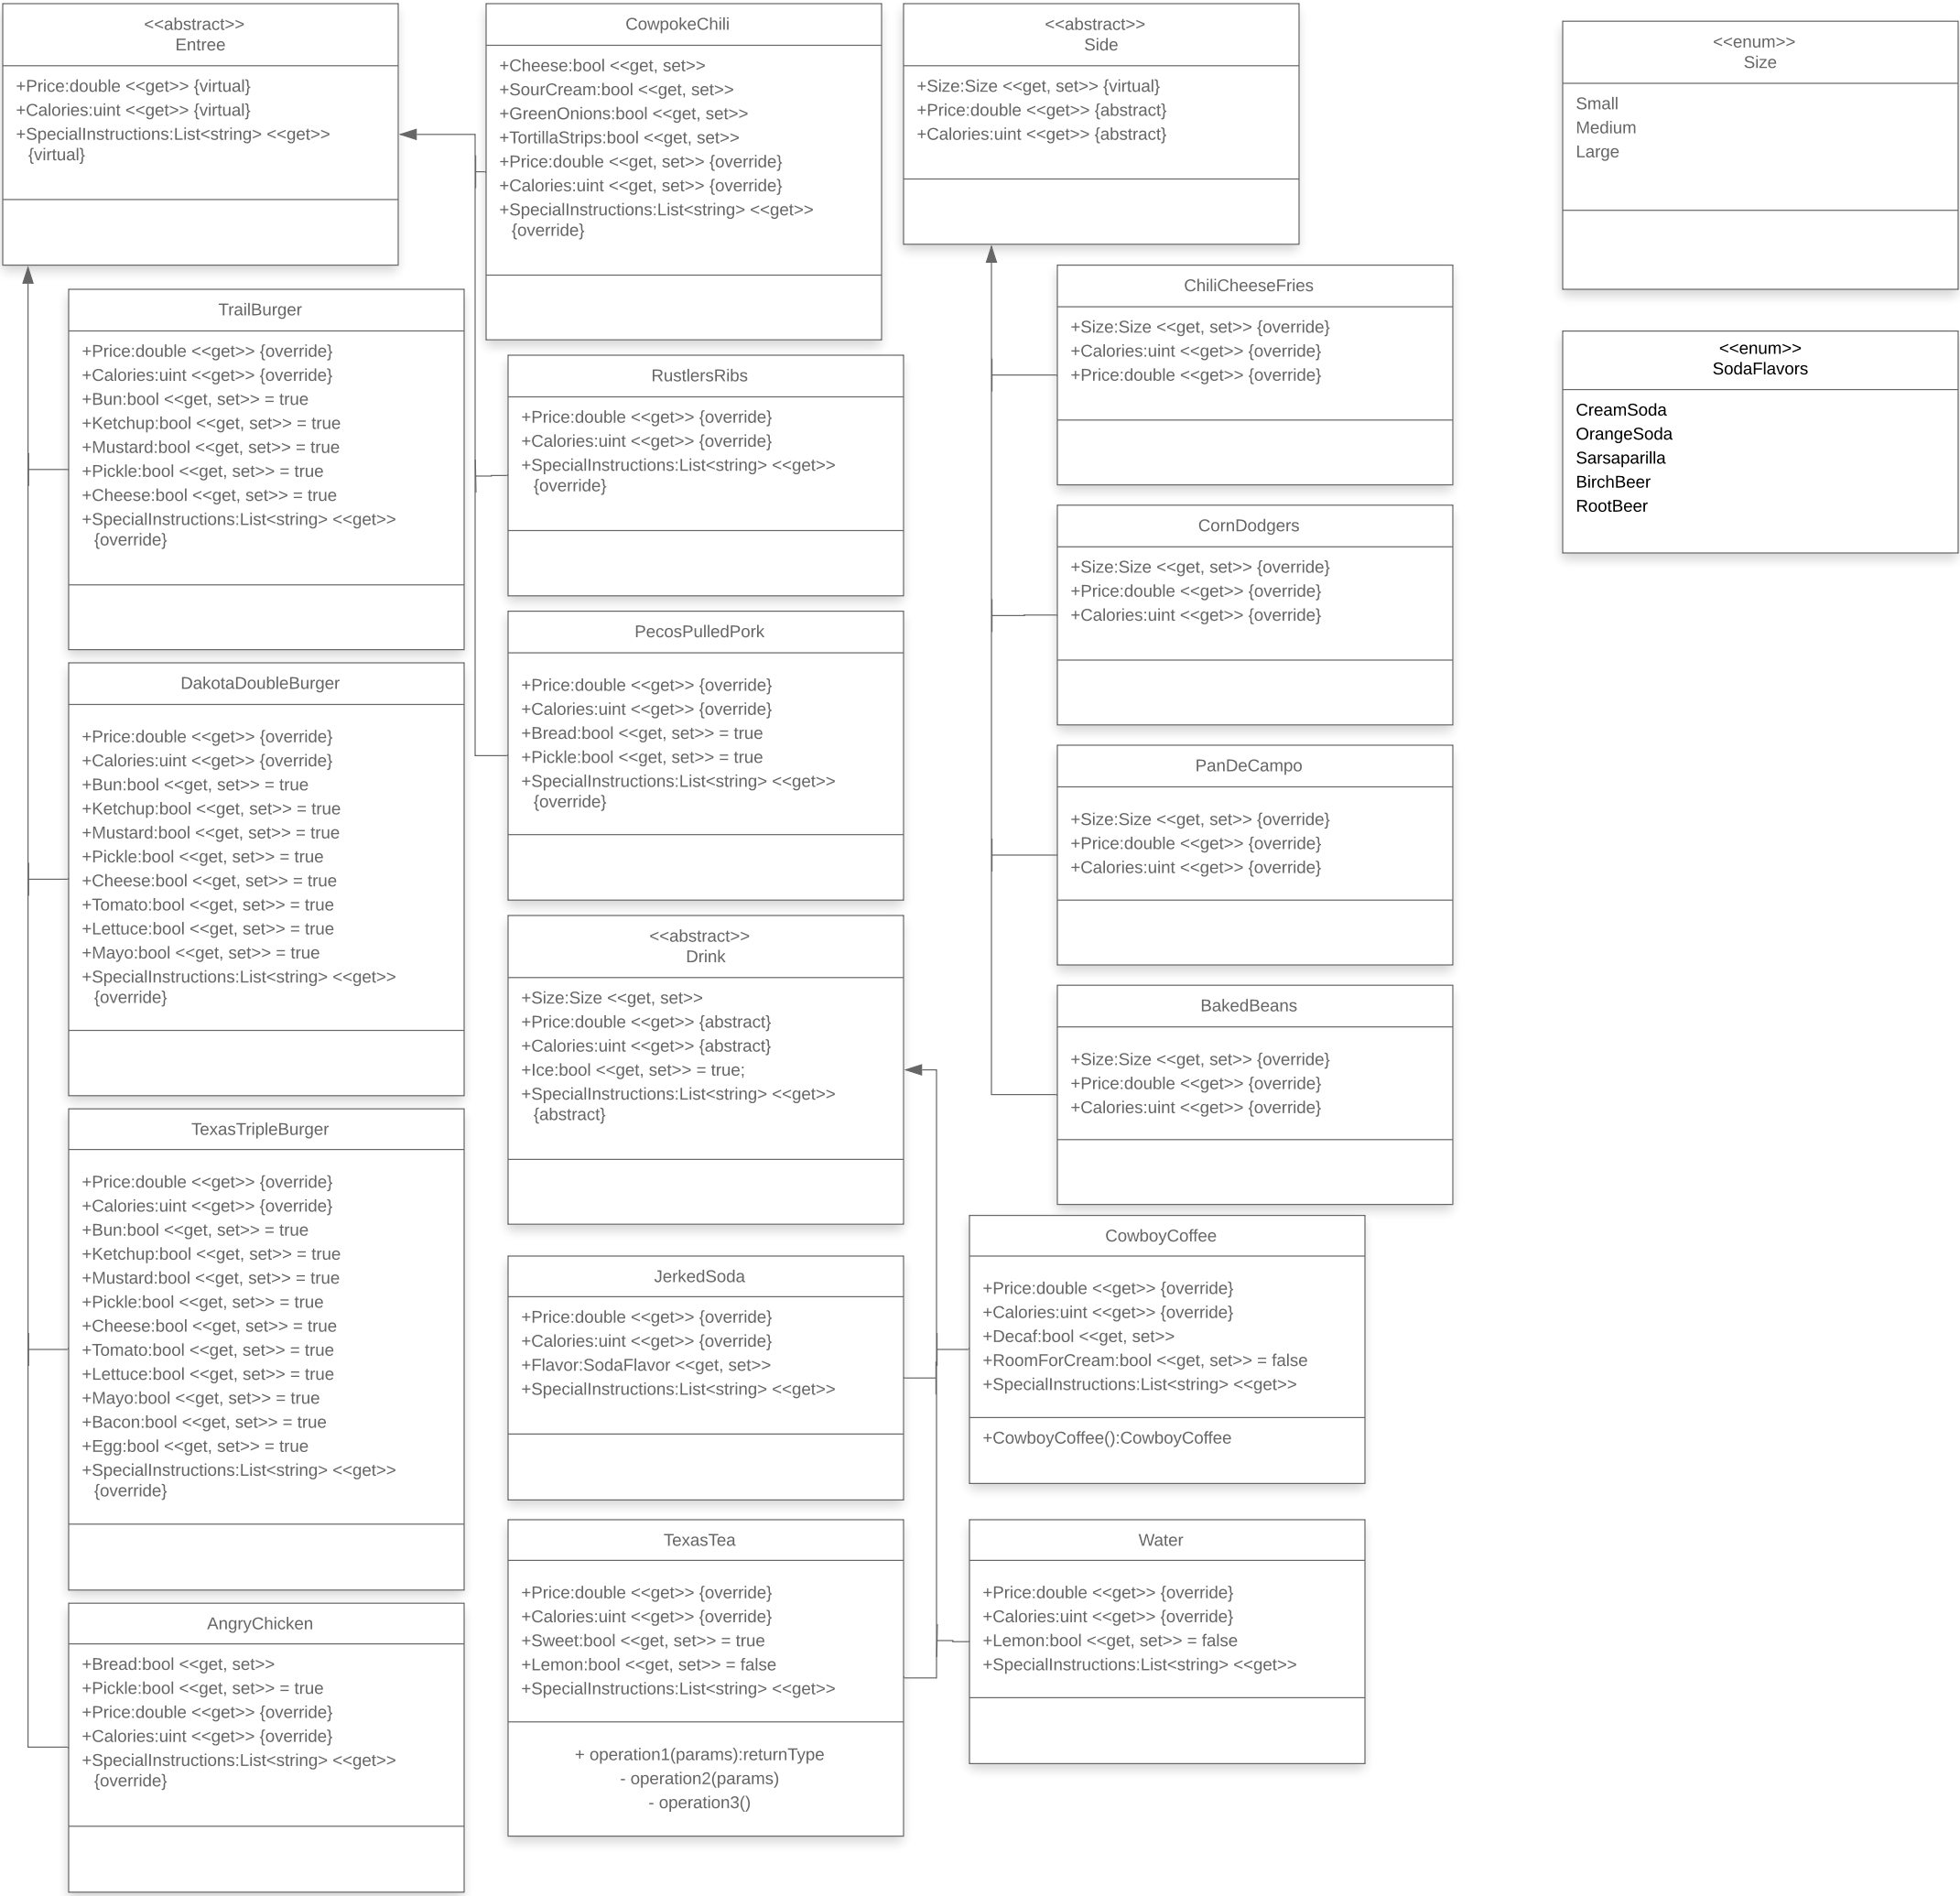 <<abstract>>
Entree
+Price:double <<get>> {virtual}
+Calories:uint <<get>> {virtual}
+SpecialInstructions:List<string> <<get>>
{virtual}
CowpokeChili
+Cheese:bool <<get, set>>
+SourCream:bool <<get, set>>
+GreenOnions:bool <<get, set>>
+TortillaStrips:bool <<get, set>>
+Price:double <<get, set>> {override}
+Calories:uint <<get, set>> {override}
+SpecialInstructions:List<string> <<get>>
{override}
<<abstract>>
Side
+Size:Size <<get, set>> {virtual}
+Price:double <<get>> {abstract}
+Calories:uint <<get>> {abstract}
<<enum>>
Size
Small
Medium
Large
TrailBurger
+Price:double <<get>> {override}
+Calories:uint <<get>> {override}
+Bun:bool <<get, set>> = true
+Ketchup:bool <<get, set>> = true
+Mustard:bool <<get, set>> = true
+Pickle:bool <<get, set>> = true
+Cheese:bool <<get, set>> = true
+SpecialInstructions:List<string> <<get>>
{override}
RustlersRibs
+Price:double <<get>> {override}
+Calories:uint <<get>> {override}
+SpecialInstructions:List<string> <<get>>
{override}
ChiliCheeseFries
+Size:Size <<get, set>> {override}
+Calories:uint <<get>> {override}
+Price:double <<get>> {override}
<<enum>>
SodaFlavors
CreamSoda
OrangeSoda
Sarsaparilla
BirchBeer
RootBeer
CornDodgers
+Size:Size <<get, set>> {override}
+Price:double <<get>> {override}
+Calories:uint <<get>> {override}
PecosPulledPork
+Price:double <<get>> {override}
+Calories:uint <<get>> {override}
+Bread:bool <<get, set>> = true
+Pickle:bool <<get, set>> = true
+SpecialInstructions:List<string> <<get>>
{override}
DakotaDoubleBurger
+Price:double <<get>> {override}
+Calories:uint <<get>> {override}
+Bun:bool <<get, set>> = true
+Ketchup:bool <<get, set>> = true
+Mustard:bool <<get, set>> = true
+Pickle:bool <<get, set>> = true
+Cheese:bool <<get, set>> = true
+Tomato:bool <<get, set>> = true
+Lettuce:bool <<get, set>> = true
+Mayo:bool <<get, set>> = true
+SpecialInstructions:List<string> <<get>>
{override}
PanDeCampo
+Size:Size <<get, set>> {override}
+Price:double <<get>> {override}
+Calories:uint <<get>> {override}
<<abstract>>
Drink
+Size:Size <<get, set>>
+Price:double <<get>> {abstract}
+Calories:uint <<get>> {abstract}
+Ice:bool <<get, set>> = true;
+SpecialInstructions:List<string> <<get>>
{abstract}
BakedBeans
+Size:Size <<get, set>> {override}
+Price:double <<get>> {override}
+Calories:uint <<get>> {override}
TexasTripleBurger
+Price:double <<get>> {override}
+Calories:uint <<get>> {override}
+Bun:bool <<get, set>> = true
+Ketchup:bool <<get, set>> = true
+Mustard:bool <<get, set>> = true
+Pickle:bool <<get, set>> = true
+Cheese:bool <<get, set>> = true
+Tomato:bool <<get, set>> = true
+Lettuce:bool <<get, set>> = true
+Mayo:bool <<get, set>> = true
+Bacon:bool <<get, set>> = true
+Egg:bool <<get, set>> = true
+SpecialInstructions:List<string> <<get>>
{override}
JerkedSoda
+Price:double <<get>> {override}
+Calories:uint <<get>> {override}
+Flavor:SodaFlavor <<get, set>>
+SpecialInstructions:List<string> <<get>>
CowboyCoffee
+Price:double <<get>> {override}
+Calories:uint <<get>> {override}
+Decaf:bool <<get, set>>
+RoomForCream:bool <<get, set>> = false
+SpecialInstructions:List<string> <<get>>
+CowboyCoffee():CowboyCoffee
TexasTea
+Price:double <<get>> {override}
+Calories:uint <<get>> {override}
+Sweet:bool <<get, set>> = true
+Lemon:bool <<get, set>> = false
+SpecialInstructions:List<string> <<get>>
+ operation1(params):returnType
- operation2(params)
- operation3()
Water
+Price:double <<get>> {override}
+Calories:uint <<get>> {override}
+Lemon:bool <<get, set>> = false
+SpecialInstructions:List<string> <<get>>
AngryChicken
+Bread:bool <<get, set>>
+Pickle:bool <<get, set>> = true
+Price:double <<get>> {override}
+Calories:uint <<get>> {override}
+SpecialInstructions:List<string> <<get>>
{override}